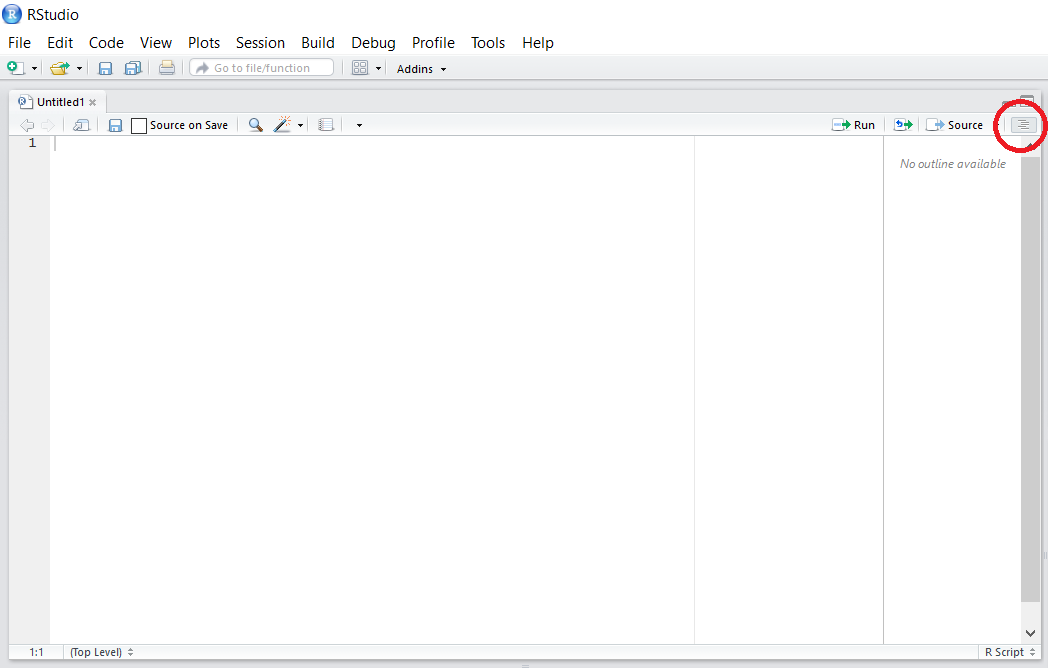 RStudio
File Edit Code View Plots Session Build Debug Profile Tools Help
Go to file/function Addins
Untitled1
Source on Save Run Source
1
No outline available
1:1 (Top Level) R Script